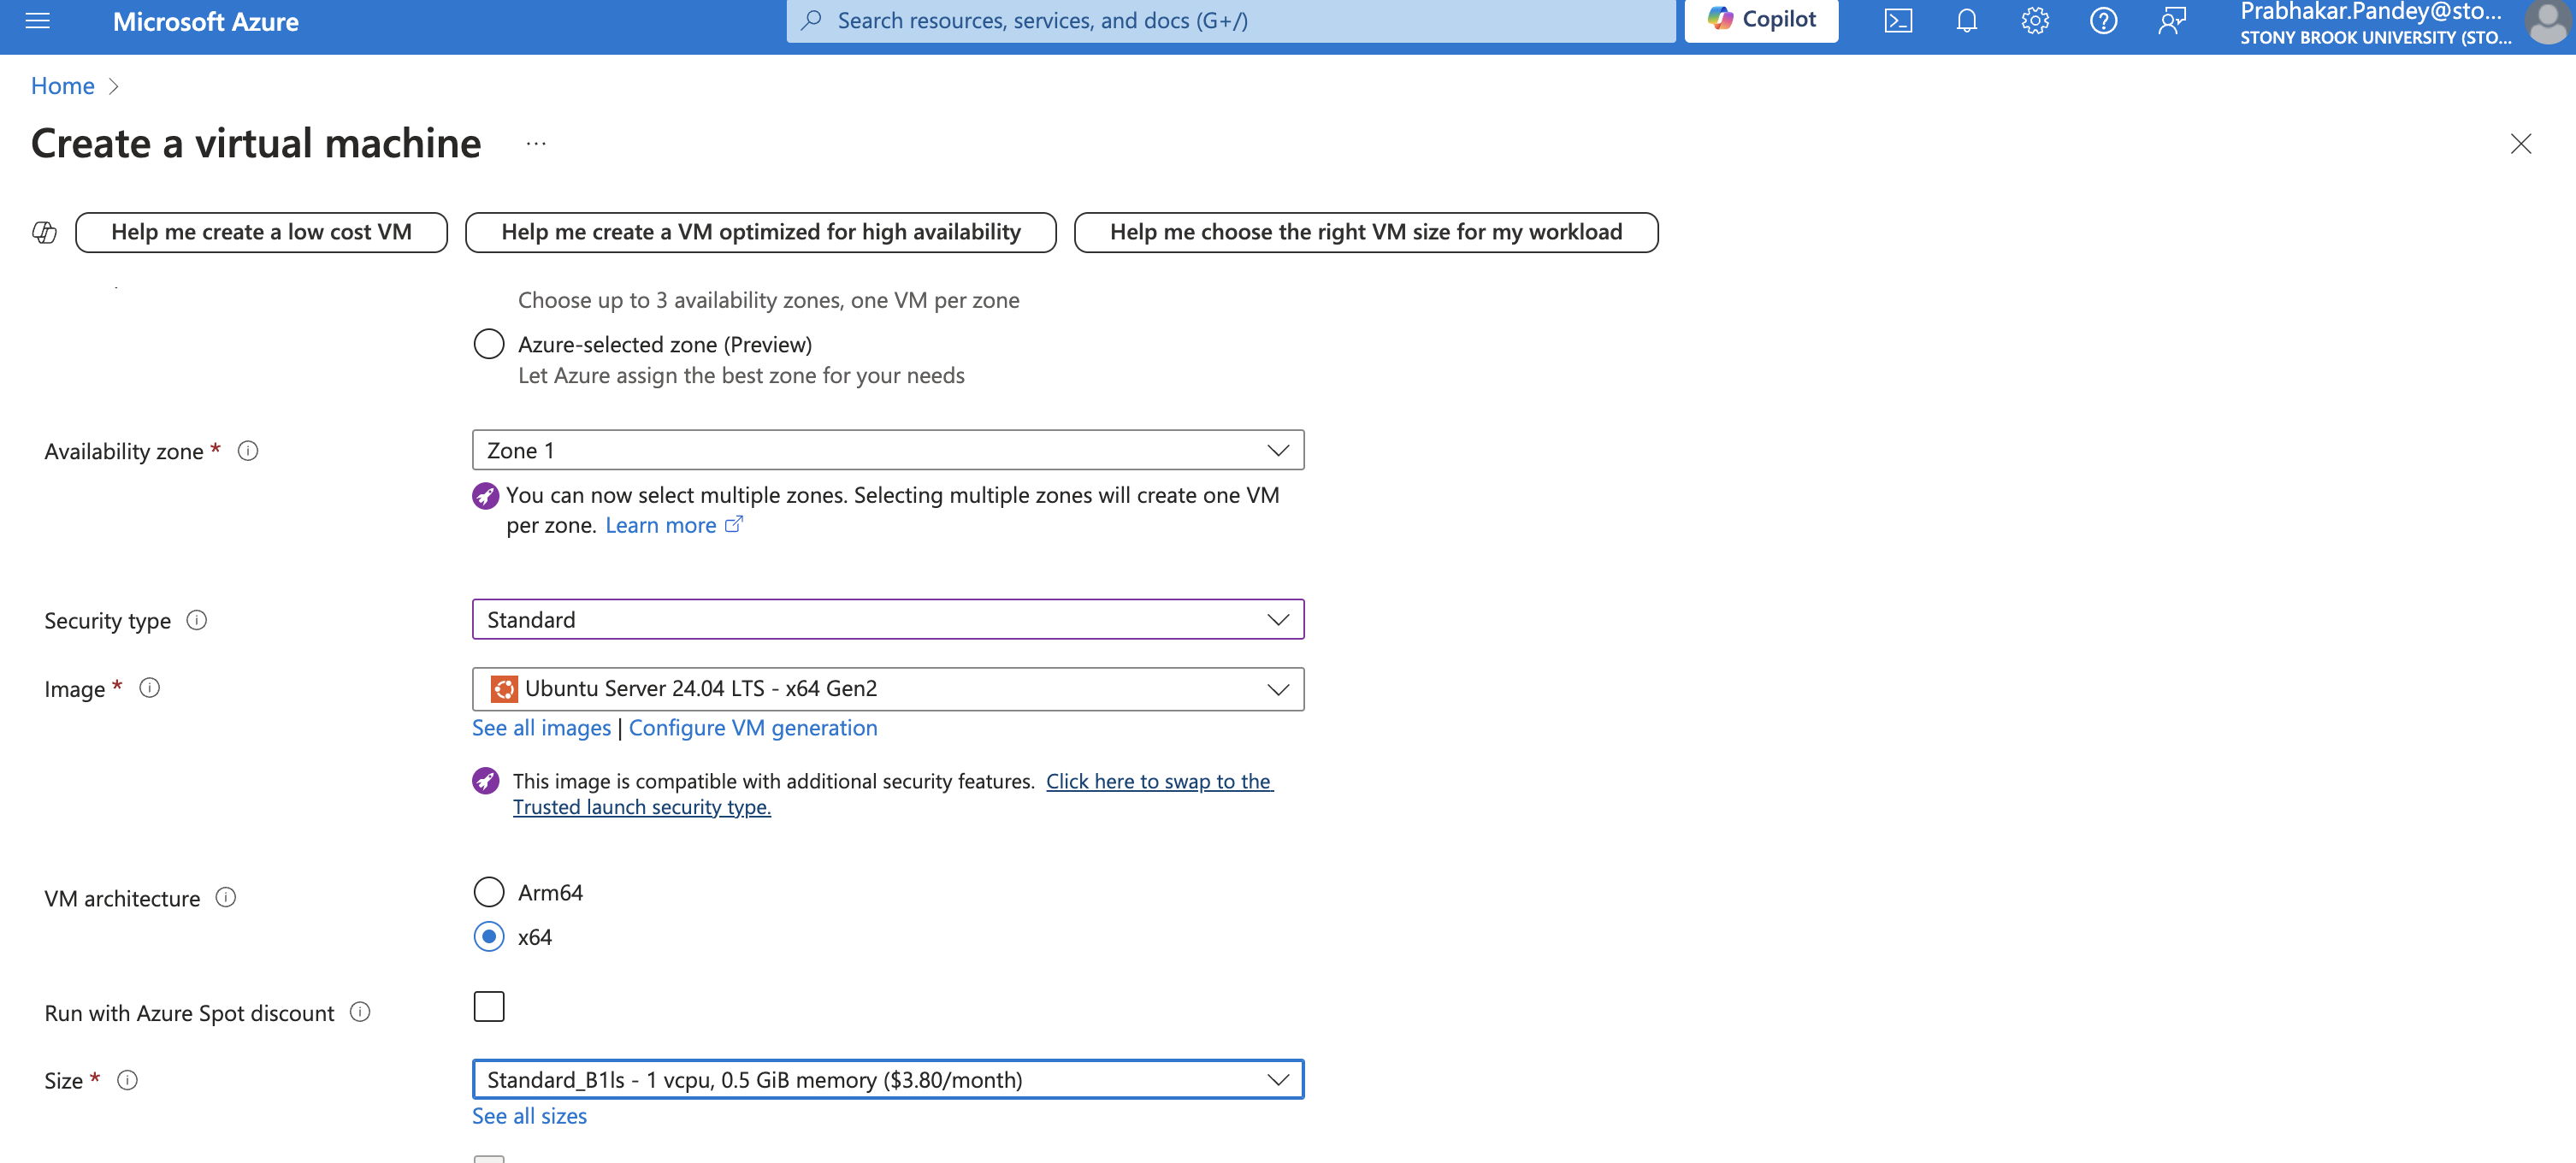 Microsoft Azure
Search resources, services, and docs (G+/)
Copilot
Prabhakar.Pandey@sto...
STONY BROOK UNIVERSITY (STO...
Home
Create a virtual machine ...
Help me create a low cost VM
Help me create a VM optimized for high availability
Help me choose the right VM size for my workload
Choose up to 3 availability zones, one VM per zone
Azure-selected zone (Preview)
Let Azure assign the best zone for your needs
Availability zone *
Zone 1
You can now select multiple zones. Selecting multiple zones will create one VM
per zone. Learn more
Security type
Standard
Image *
Ubuntu Server 24.04 LTS - x64 Gen2
See all images | Configure VM generation
This image is compatible with additional security features. Click here to swap to the
Trusted launch security type.
VM architecture
Arm64
x64
Run with Azure Spot discount
Size *
Standard_B1ls - 1 vcpu, 0.5 GiB memory ($3.80/month)
See all sizes